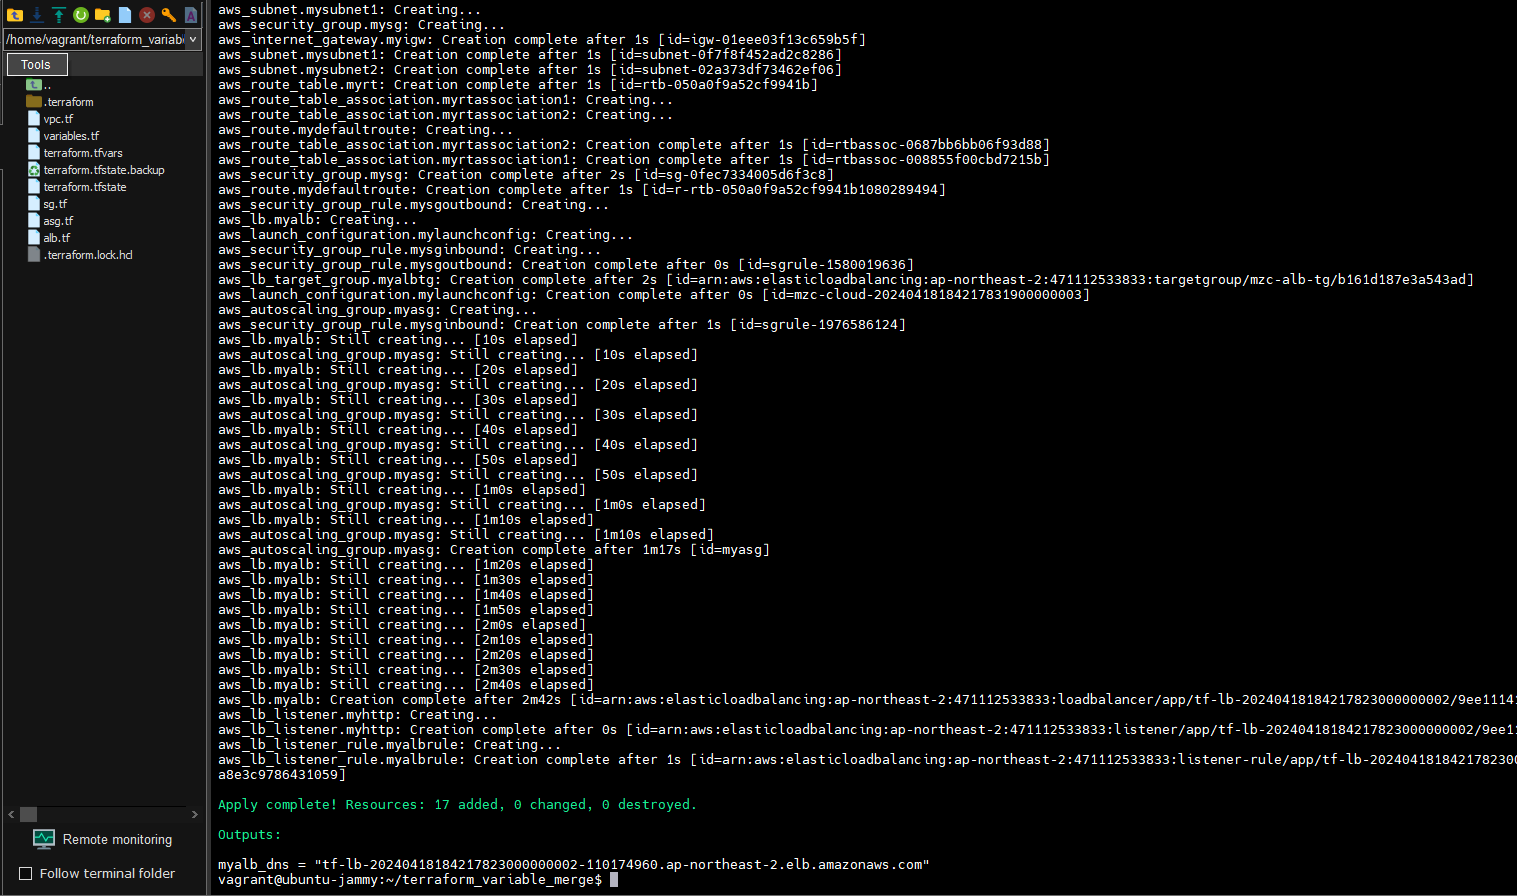 /home/vagrant/terraform_variab
Tools
..
.terraform
vpc.tf
variables.tf
terraform.tfvars
terraform.tfstate.backup
terraform.tfstate
sg.tf
asg.tf
alb.tf
.terraform.lock.hcl
Remote monitoring
Follow terminal folder
aws_subnet.mysubnet1: Creating...
aws_security_group.mysg: Creating...
aws_internet_gateway.myigw: Creation complete after 1s [id=igw-01eee03f13c659b5f]
aws_subnet.mysubnet1: Creation complete after 1s [id=subnet-0f7f8f452ad2c8286]
aws_subnet.mysubnet2: Creation complete after 1s [id=subnet-02a373df73462ef06]
aws_route_table.myrt: Creation complete after 1s [id=rtb-050a0f9a52cf9941b]
aws_route_table_association.myrtassociation1: Creating...
aws_route_table_association.myrtassociation2: Creating...
aws_route.mydefaultroute: Creating...
aws_route_table_association.myrtassociation2: Creation complete after 1s [id=rtbassoc-0687bb6bb06f93d88]
aws_route_table_association.myrtassociation1: Creation complete after 1s [id=rtbassoc-008855f00cbd7215b]
aws_security_group.mysg: Creation complete after 2s [id=sg-0fec7334005d6f3c8]
aws_route.mydefaultroute: Creation complete after 1s [id=r-rtb-050a0f9a52cf9941b1080289494]
aws_security_group_rule.mysgoutbound: Creating...
aws_lb.myalb: Creating...
aws_launch_configuration.mylaunchconfig: Creating...
aws_security_group_rule.mysginbound: Creating...
aws_security_group_rule.mysgoutbound: Creation complete after 0s [id=sgrule-1580019636]
aws_lb_target_group.myalbtg: Creation complete after 2s [id=arn:aws:elasticloadbalancing:ap-northeast-2:471112533833:targetgroup/mzc-alb-tg/b161d187e3a543ad]
aws_launch_configuration.mylaunchconfig: Creation complete after 0s [id=mzc-cloud-20240418184217831900000003]
aws_autoscaling_group.myasg: Creating...
aws_security_group_rule.mysginbound: Creation complete after 1s [id=sgrule-1976586124]
aws_lb.myalb: Still creating... [10s elapsed]
aws_autoscaling_group.myasg: Still creating... [10s elapsed]
aws_lb.myalb: Still creating... [20s elapsed]
aws_autoscaling_group.myasg: Still creating... [20s elapsed]
aws_lb.myalb: Still creating... [30s elapsed]
aws_autoscaling_group.myasg: Still creating... [30s elapsed]
aws_lb.myalb: Still creating... [40s elapsed]
aws_autoscaling_group.myasg: Still creating... [40s elapsed]
aws_lb.myalb: Still creating... [50s elapsed]
aws_autoscaling_group.myasg: Still creating... [50s elapsed]
aws_lb.myalb: Still creating... [1m0s elapsed]
aws_autoscaling_group.myasg: Still creating... [1m0s elapsed]
aws_lb.myalb: Still creating... [1m10s elapsed]
aws_autoscaling_group.myasg: Still creating... [1m10s elapsed]
aws_autoscaling_group.myasg: Creation complete after 1m17s [id=myasg]
aws_lb.myalb: Still creating... [1m20s elapsed]
aws_lb.myalb: Still creating... [1m30s elapsed]
aws_lb.myalb: Still creating... [1m40s elapsed]
aws_lb.myalb: Still creating... [1m50s elapsed]
aws_lb.myalb: Still creating... [2m0s elapsed]
aws_lb.myalb: Still creating... [2m10s elapsed]
aws_lb.myalb: Still creating... [2m20s elapsed]
aws_lb.myalb: Still creating... [2m30s elapsed]
aws_lb.myalb: Still creating... [2m40s elapsed]
aws_lb.myalb: Creation complete after 2m42s [id=arn:aws:elasticloadbalancing:ap-northeast-2:471112533833:loadbalancer/app/tf-lb-20240418184217823000000002/9ee11141
aws_lb_listener.myhttp: Creating...
aws_lb_listener.myhttp: Creation complete after 0s [id=arn:aws:elasticloadbalancing:ap-northeast-2:471112533833:listener/app/tf-lb-20240418184217823000000002/9ee11
aws_lb_listener_rule.myalbrule: Creating...
aws_lb_listener_rule.myalbrule: Creation complete after 1s [id=arn:aws:elasticloadbalancing:ap-northeast-2:471112533833:listener-rule/app/tf-lb-202404181842178230
a8e3c9786431059]
Apply complete! Resources: 17 added, 0 changed, 0 destroyed.
Outputs:
myalb_dns = "tf-lb-20240418184217823000000002-110174960.ap-northeast-2.elb.amazonaws.com"
vagrant@ubuntu-jammy:~/terraform_variable_merge$